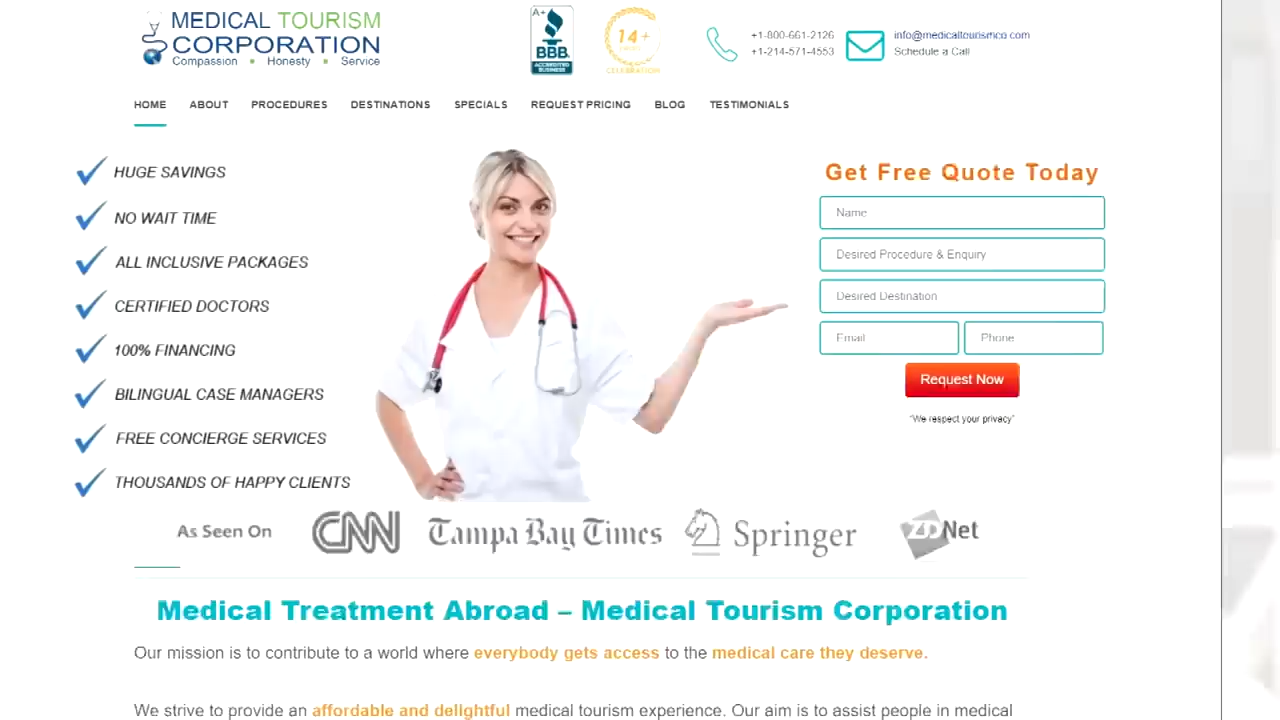 MEDICAL TOURISM
CORPORATION
Compassion • Honesty • Service
A+
BBB
ACCREDITED
BUSINESS
14+
CELEBRATION
+1-800-661-2126
+1-214-571-4553
info@medicaltourismco.com
Schedule a Call
HOME ABOUT PROCEDURES DESTINATIONS SPECIALS REQUEST PRICING BLOG TESTIMONIALS
HUGE SAVINGS
NO WAIT TIME
ALL INCLUSIVE PACKAGES
CERTIFIED DOCTORS
100% FINANCING
BILINGUAL CASE MANAGERS
FREE CONCIERGE SERVICES
THOUSANDS OF HAPPY CLIENTS
Get Free Quote Today
Name
Desired Procedure & Enquiry
Desired Destination
Email Phone
Request Now
"We respect your privacy"
As Seen On CNN Tampa Bay Times Springer ZDNet
Medical Treatment Abroad – Medical Tourism Corporation
Our mission is to contribute to a world where everybody gets access to the medical care they deserve.
We strive to provide an affordable and delightful medical tourism experience. Our aim is to assist people in medical